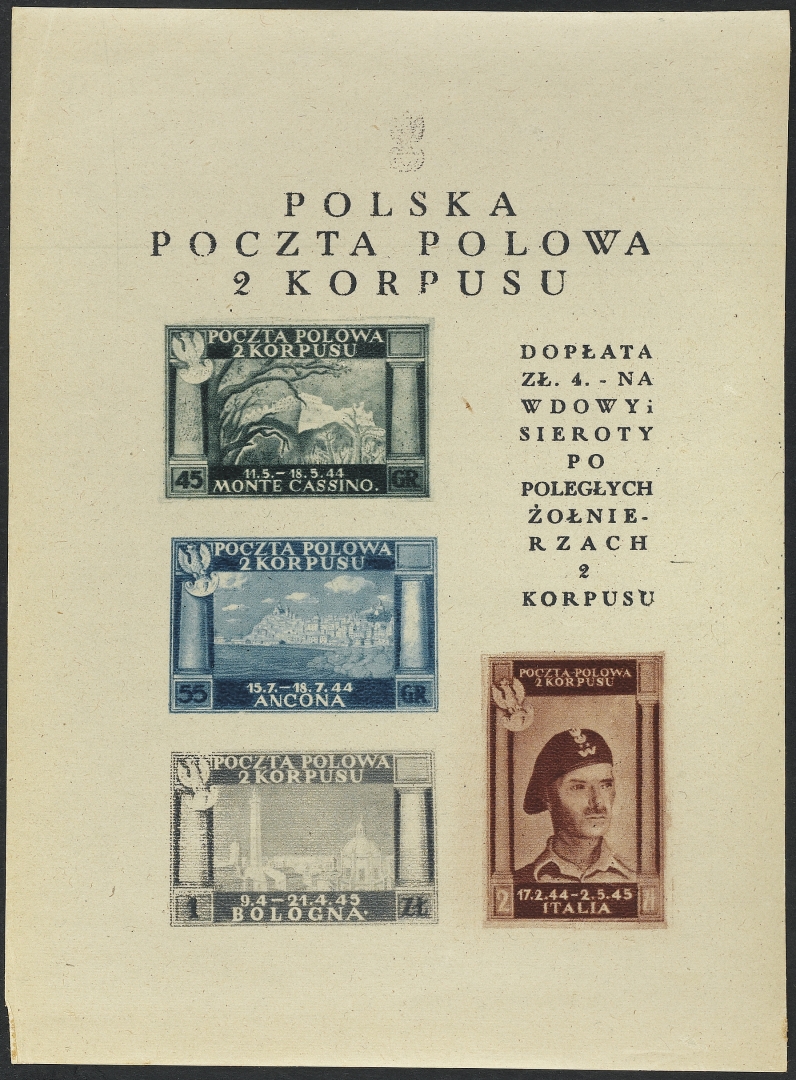 POLSKA
POCZTA POLOWA
2 KORPUSU
POCZTA POLOWA
2 KORPUSU
45
11.5.–18.5.44
GR
MONTE CASSINO.
DOPŁATA
ZŁ. 4. - NA
WDOWY i
SIEROTY
PO
POLEGŁYCH
ŻOŁNIE-
RZACH
2
KORPUSU
POCZTA POLOWA
2 KORPUSU
55
15.7.–18.7.44
GR
ANCONA
POCZTA POLOWA
2 KORPUSU
1
9.4–21.4.45
ZŁ
BOLOGNA.
POCZTA-POLOWA
2 KORPUSU
2
17.2.44–2.5.45
Zł
ITALIA